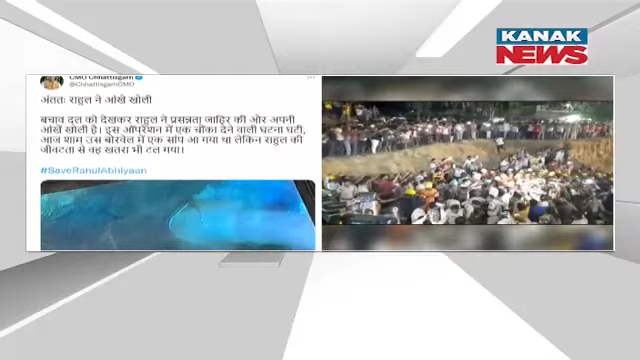 KANAK
NEWS
CMO Chhattisgarh
@ChhattisgarhCMO
अंततः राहुल ने आंखें खोली
बचाव दल को देखकर राहुल ने प्रसन्नता जाहिर की और अपनी
आंखें खोली है। इस ऑपरेशन में एक चौंका देने वाली घटना घटी,
आज शाम उस बोरवेल में एक सांप आ गया था लेकिन राहुल की
जीवटता से वह खतरा भी टल गया।
#SaveRahulAbhiyaan